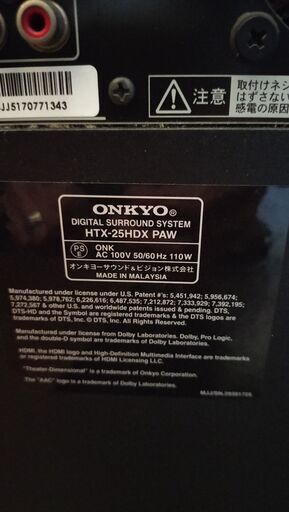 JJ5170771343
注意
取付けネジ
はずさない
感電の原因
ONKYO®
DIGITAL SURROUND SYSTEM
HTX-25HDX PAW
PS
E
ONK
AC 100V 50/60Hz 110W
オンキヨーサウンド&ビジョン株式会社
MADE IN MALAYSIA
Manufactured under license under U.S. Patent #'s: 5,451,942; 5,956,674;
5,974,380; 5,978,762; 6,226,616; 6,487,535; 7,212,872; 7,333,929; 7,392,195;
7,272,567 & other U.S. and worldwide patents issued & pending. DTS,
DTS-HD and the Symbol are registered trademarks & the DTS logos are
trademarks of DTS, Inc. © DTS, Inc. All Rights Reserved.
Manufactured under license from Dolby Laboratories. Dolby, Pro Logic,
and the double-D symbol are trademarks of Dolby Laboratories.
HDMI, the HDMI logo and High-Definition Multimedia Interface are trademarks
or registered trademarks of HDMI Licensing LLC.
"Theater-Dimensional" is a trademark of Onkyo Corporation.
The "AAC" logo is a trademark of Dolby Laboratories.